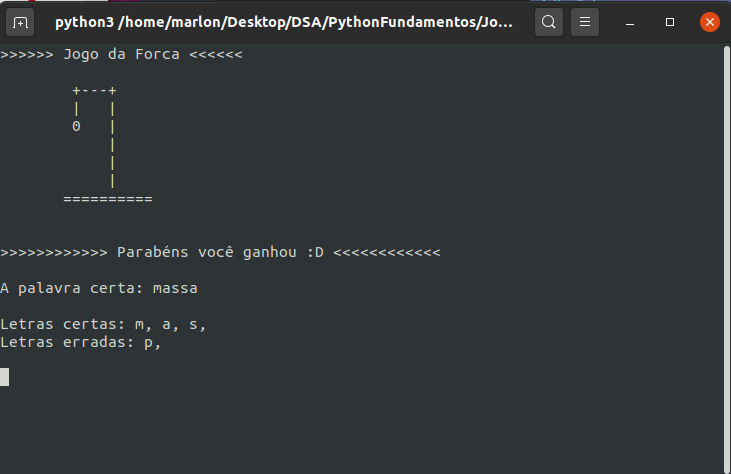 python3 /home/marlon/Desktop/DSA/PythonFundamentos/Jo...
>>>>>> Jogo da Forca <<<<<<
        +---+
        |   |
        0   |
            |
            |
            |
       ==========
>>>>>>>>>>>> Parabéns você ganhou :D <<<<<<<<<<<<
A palavra certa: massa
Letras certas: m, a, s,
Letras erradas: p,